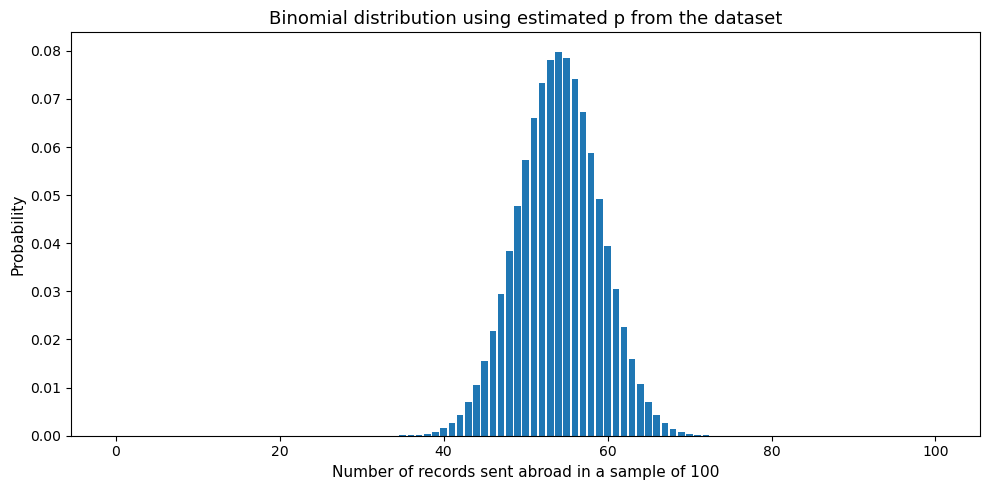 Binomial distribution using estimated p from the dataset
Probability
0.08
0.07
0.06
0.05
0.04
0.03
0.02
0.01
0.00
0 20 40 60 80 100
Number of records sent abroad in a sample of 100